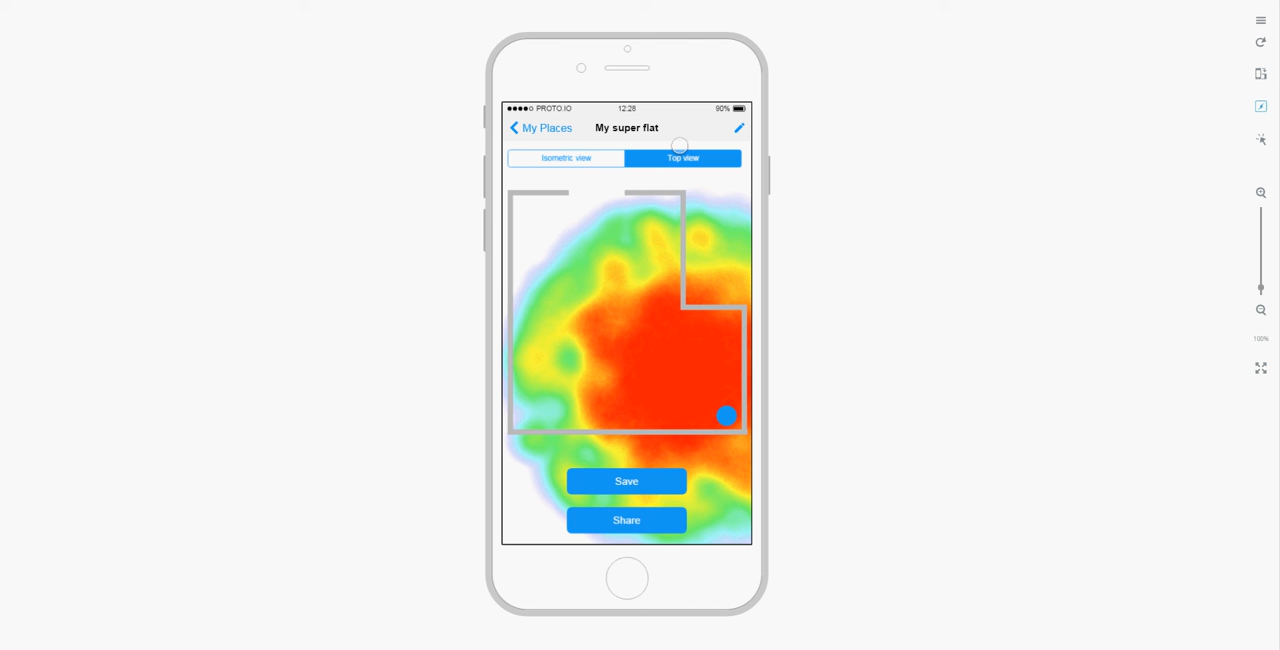 PROTO.IO 12:28 90%
My Places My super flat
Isometric view Top view
Save
Share
100%